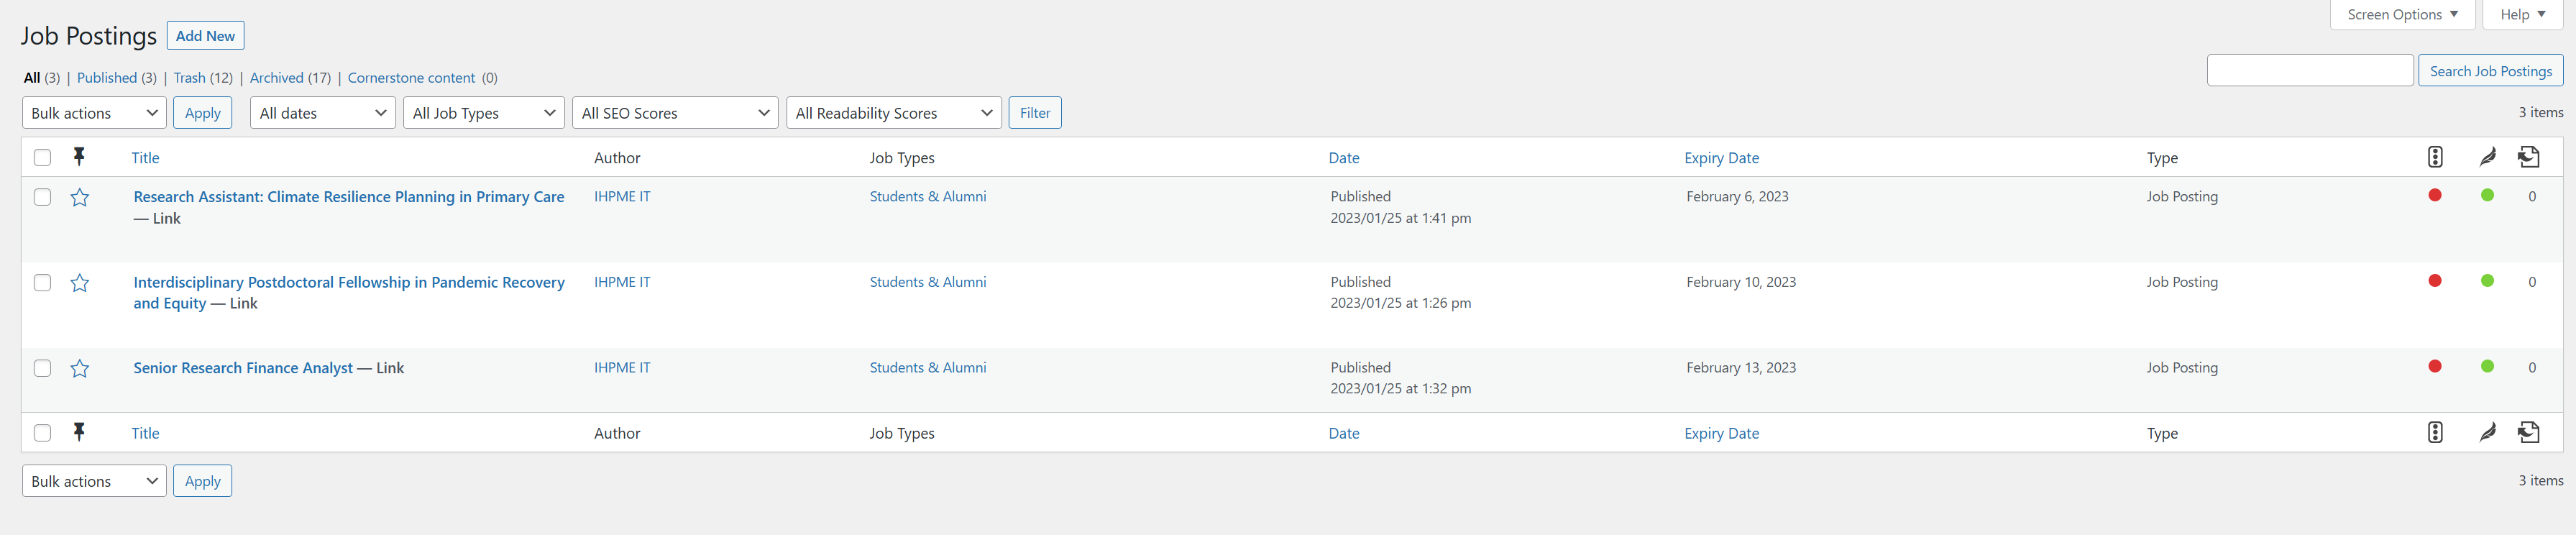 Screen Options ▼ Help ▼
Job Postings Add New
All (3) | Published (3) | Trash (12) | Archived (17) | Cornerstone content (0)
Search Job Postings
Bulk actions Apply All dates All Job Types All SEO Scores All Readability Scores Filter 3 items
Title Author Job Types Date Expiry Date Type
Research Assistant: Climate Resilience Planning in Primary Care IHPME IT Students & Alumni Published February 6, 2023 Job Posting 0
— Link 2023/01/25 at 1:41 pm
Interdisciplinary Postdoctoral Fellowship in Pandemic Recovery IHPME IT Students & Alumni Published February 10, 2023 Job Posting 0
and Equity — Link 2023/01/25 at 1:26 pm
Senior Research Finance Analyst — Link IHPME IT Students & Alumni Published February 13, 2023 Job Posting 0
2023/01/25 at 1:32 pm
Title Author Job Types Date Expiry Date Type
Bulk actions Apply 3 items